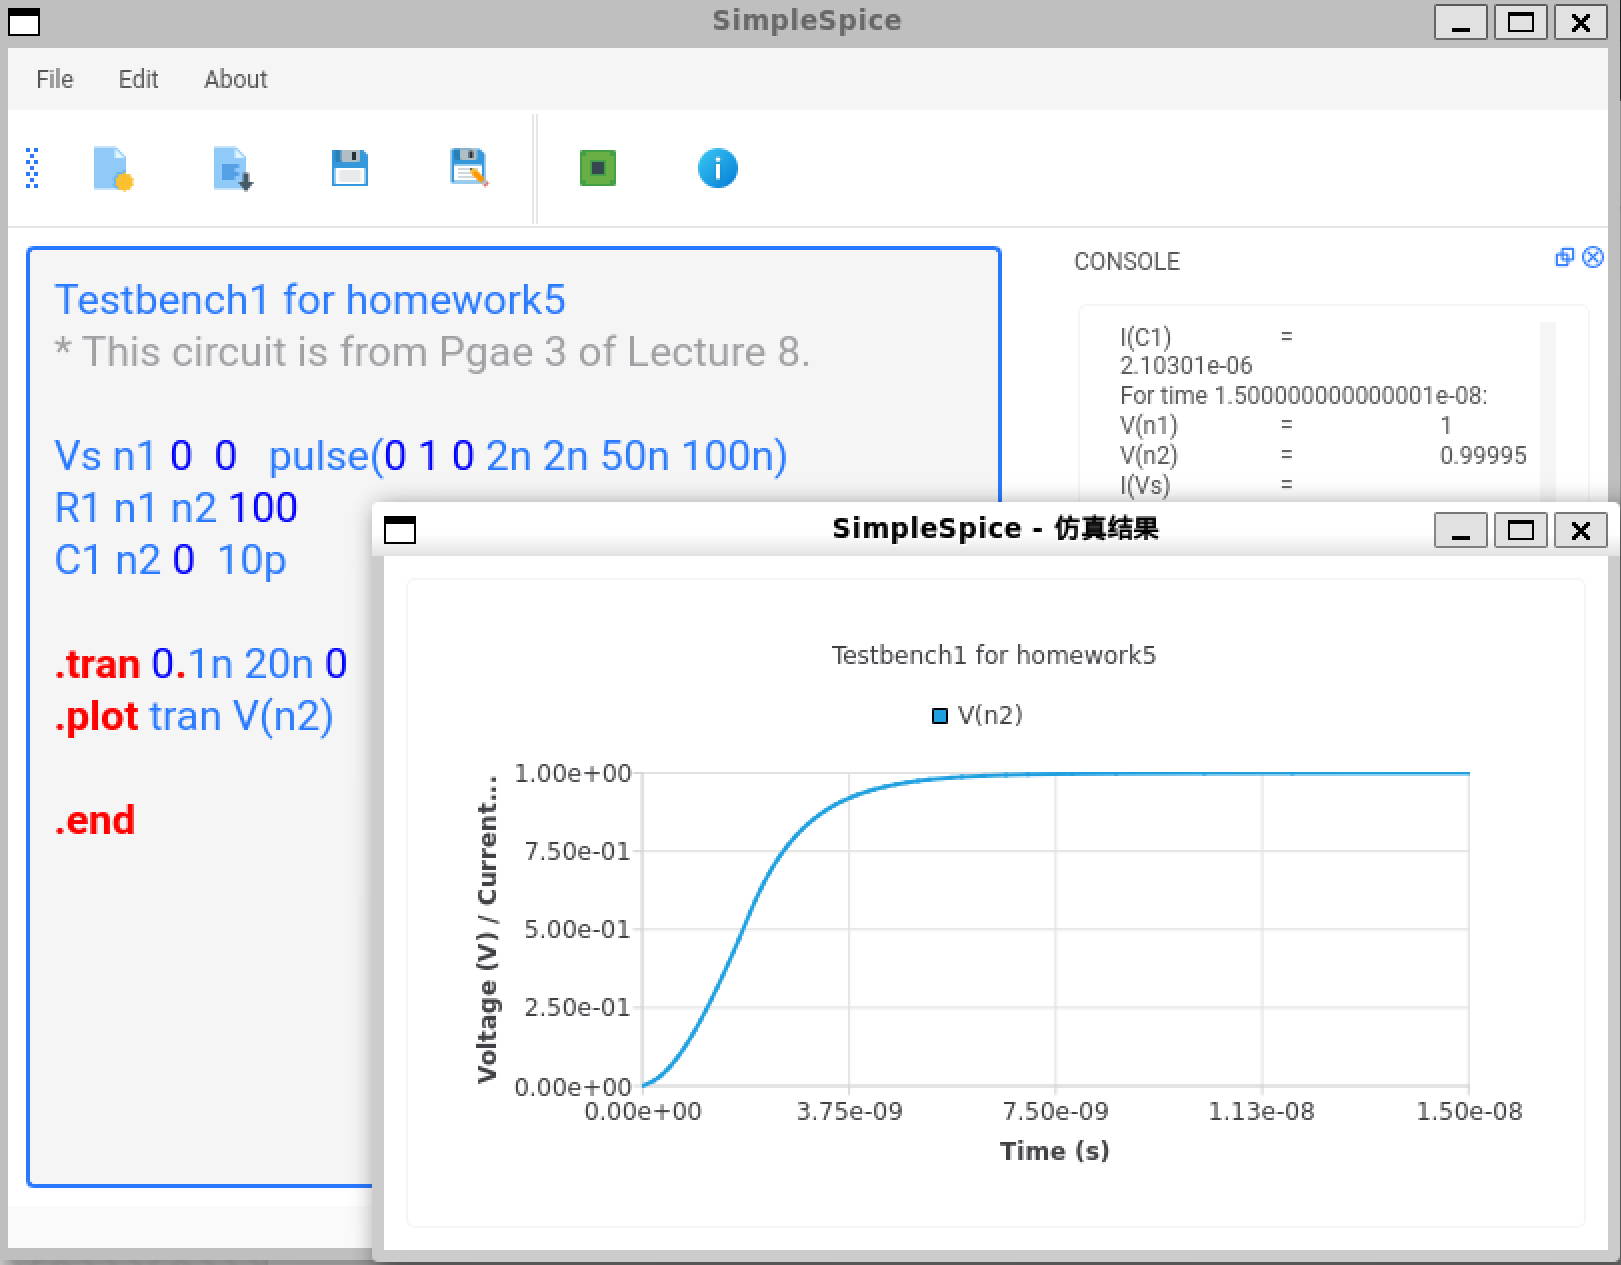 SimpleSpice
File Edit About
Testbench1 for homework5
* This circuit is from Pgae 3 of Lecture 8.
Vs n1 0 0 pulse(0 1 0 2n 2n 50n 100n)
R1 n1 n2 100
C1 n2 0 10p
.tran 0.1n 20n 0
.plot tran V(n2)
.end
CONSOLE
I(C1) =
2.10301e-06
For time 1.500000000000001e-08:
V(n1) = 1
V(n2) = 0.99995
I(Vs) =
SimpleSpice - 仿真结果
Testbench1 for homework5
V(n2)
Voltage (V) / Current...
1.00e+00
7.50e-01
5.00e-01
2.50e-01
0.00e+00
0.00e+00 3.75e-09 7.50e-09 1.13e-08 1.50e-08
Time (s)